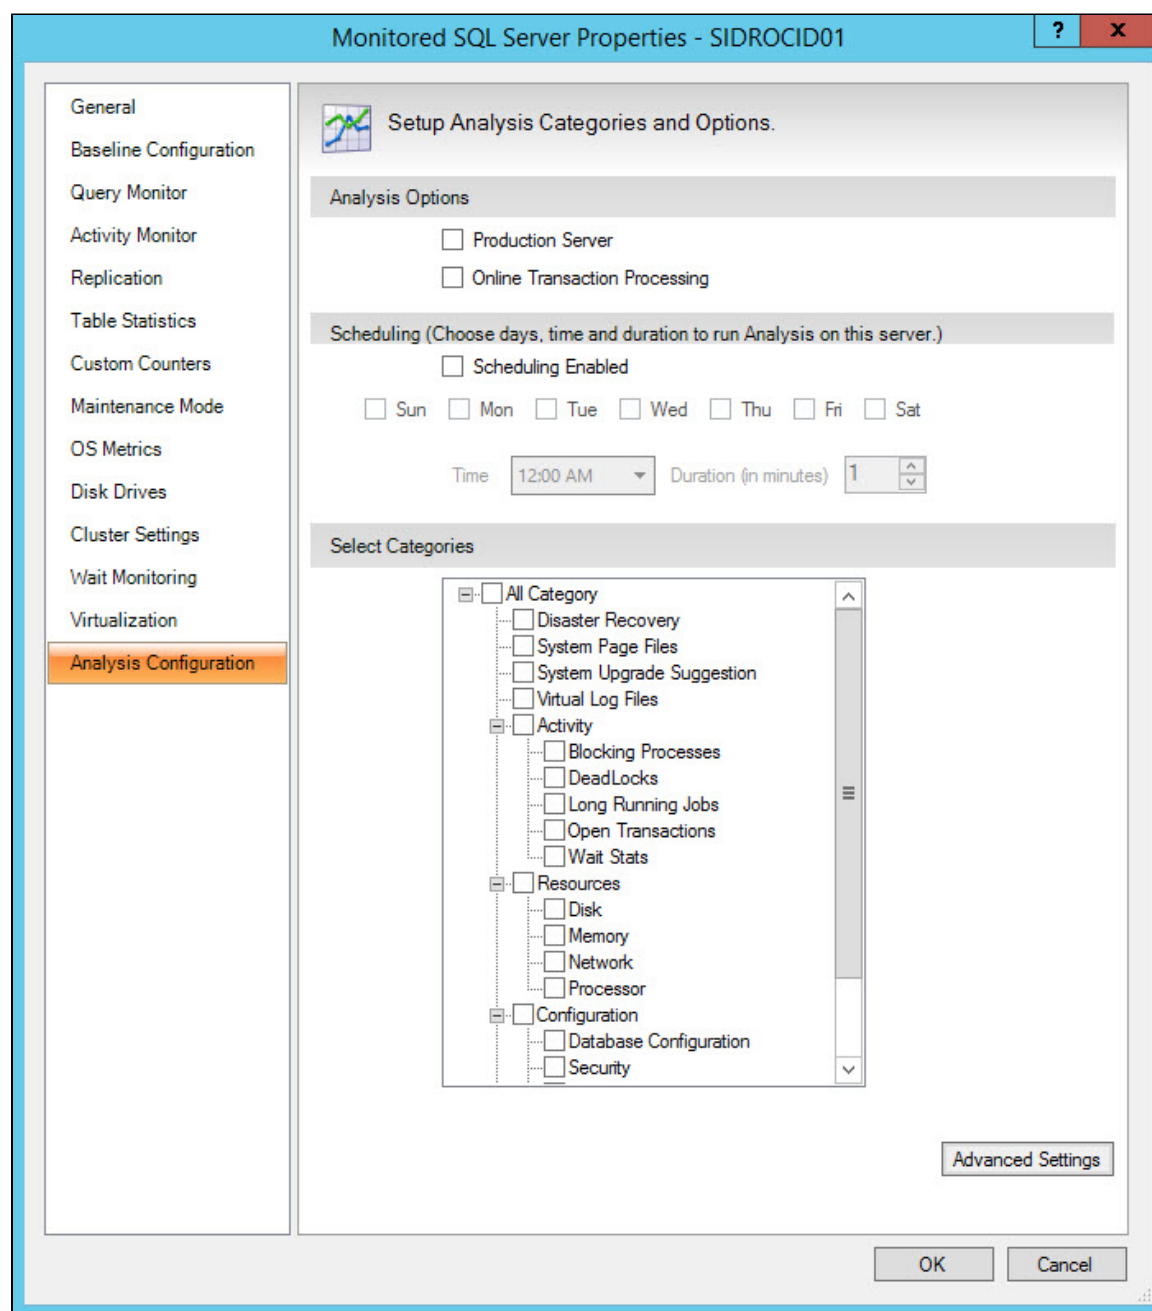 Monitored SQL Server Properties - SIDROCID01
?
x
General
Baseline Configuration
Query Monitor
Activity Monitor
Replication
Table Statistics
Custom Counters
Maintenance Mode
OS Metrics
Disk Drives
Cluster Settings
Wait Monitoring
Virtualization
Analysis Configuration
Setup Analysis Categories and Options.
Analysis Options
Production Server
Online Transaction Processing
Scheduling (Choose days, time and duration to run Analysis on this server.)
Scheduling Enabled
Sun Mon Tue Wed Thu Fri Sat
Time 12:00 AM Duration (in minutes) 1
Select Categories
All Category
Disaster Recovery
System Page Files
System Upgrade Suggestion
Virtual Log Files
Activity
Blocking Processes
DeadLocks
Long Running Jobs
Open Transactions
Wait Stats
Resources
Disk
Memory
Network
Processor
Configuration
Database Configuration
Security
Advanced Settings
OK Cancel